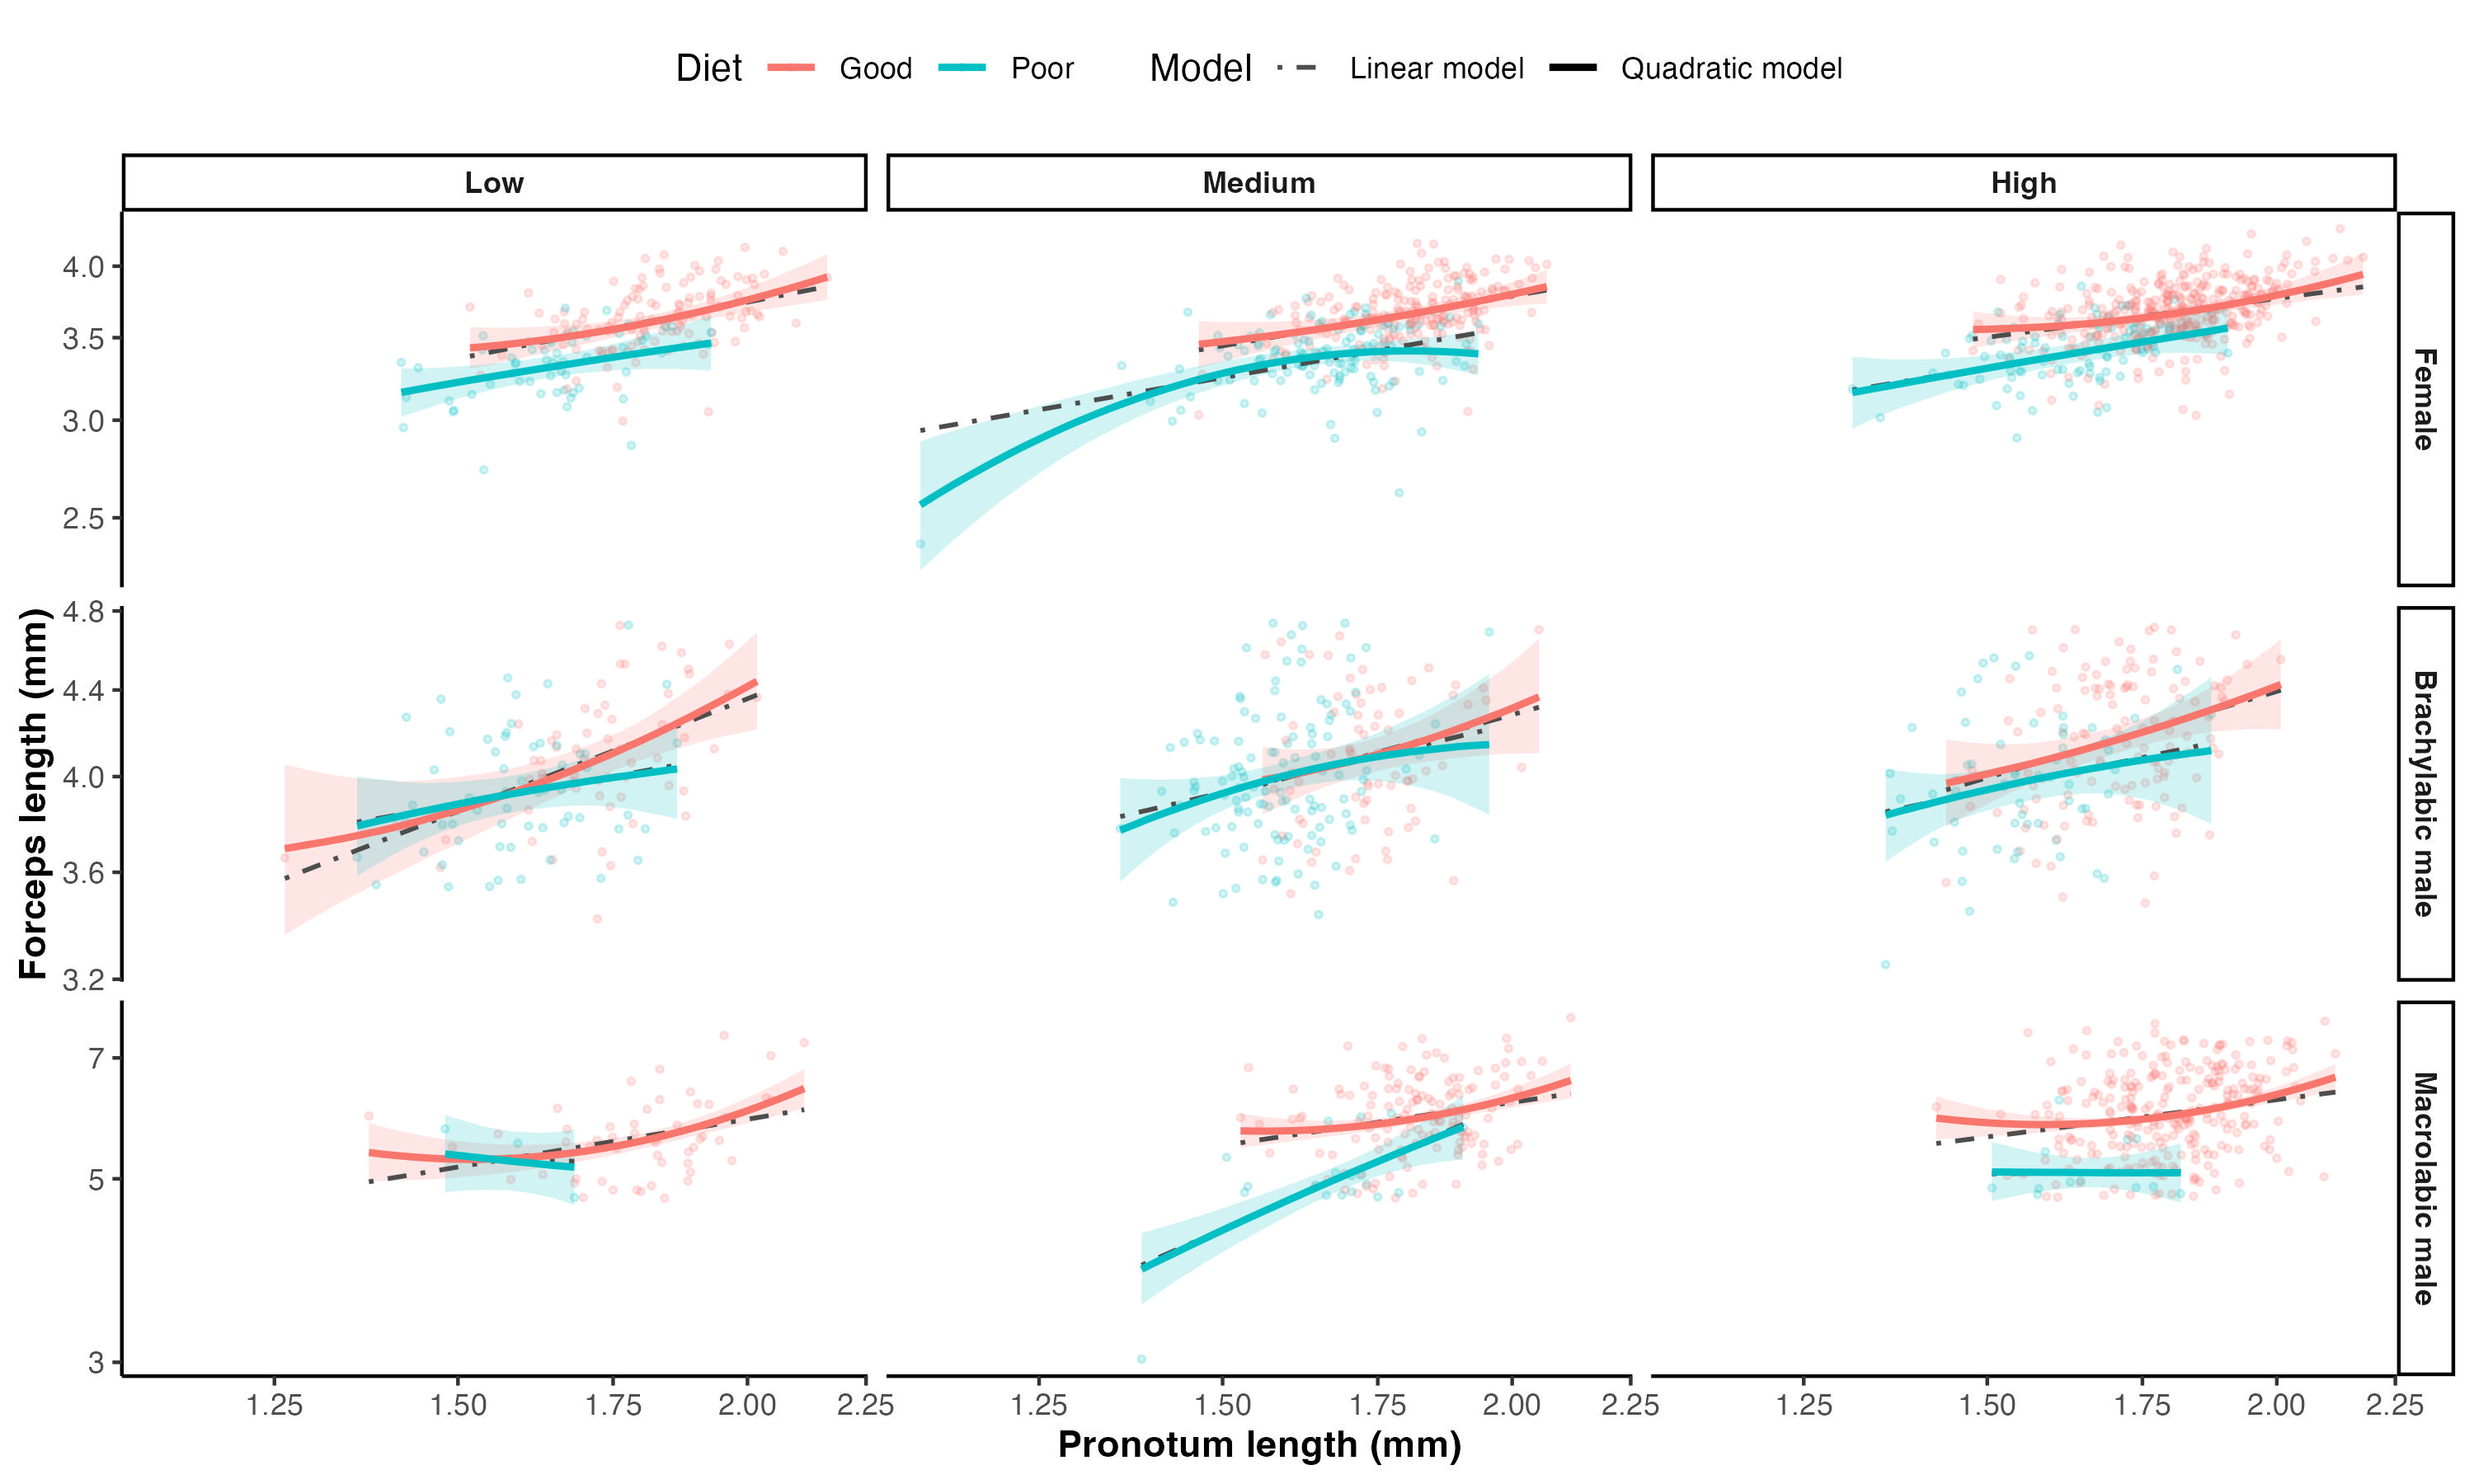 Diet Good Poor Model Linear model Quadratic model
Low Medium High
4.0
3.5
3.0
2.5
Female
4.8
4.4
4.0
3.6
3.2
Brachylabic male
7
5
3
Macrolabic male
Forceps length (mm)
1.25 1.50 1.75 2.00 2.25 1.25 1.50 1.75 2.00 2.25 1.25 1.50 1.75 2.00 2.25
Pronotum length (mm)